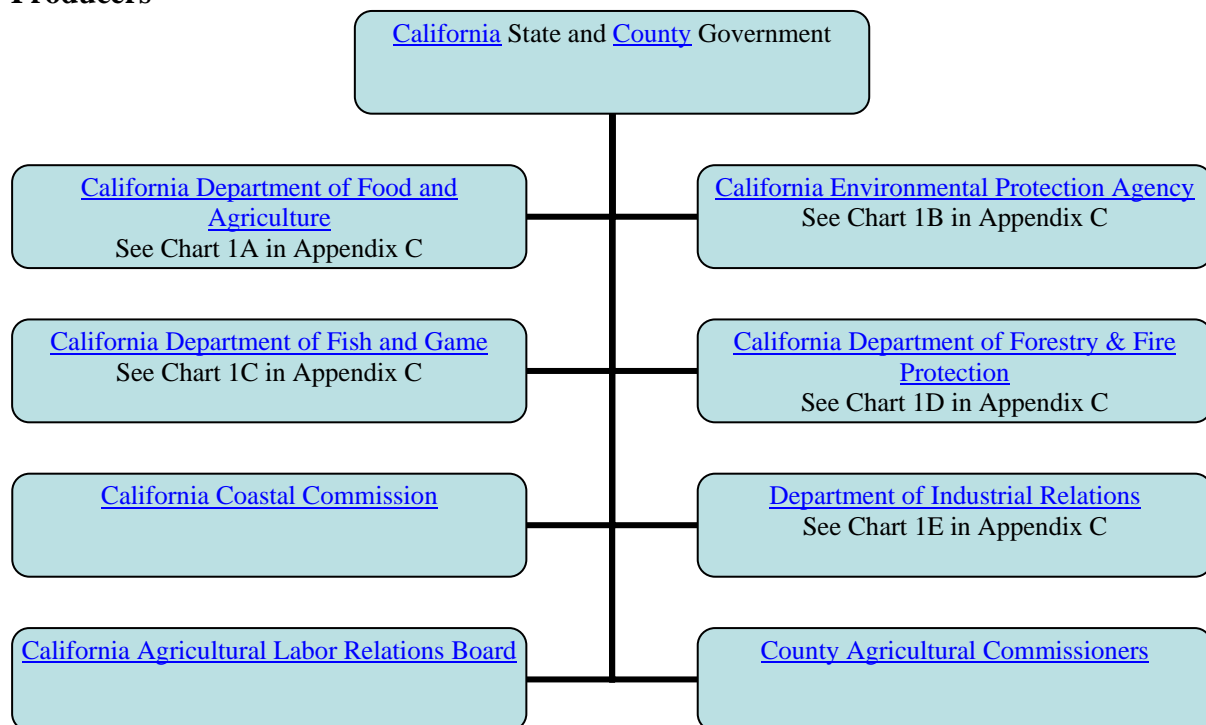 Producers
California State and County Government
California Department of Food and
Agriculture
See Chart 1A in Appendix C
California Environmental Protection Agency
See Chart 1B in Appendix C
California Department of Fish and Game
See Chart 1C in Appendix C
California Department of Forestry & Fire
Protection
See Chart 1D in Appendix C
California Coastal Commission
Department of Industrial Relations
See Chart 1E in Appendix C
California Agricultural Labor Relations Board
County Agricultural Commissioners